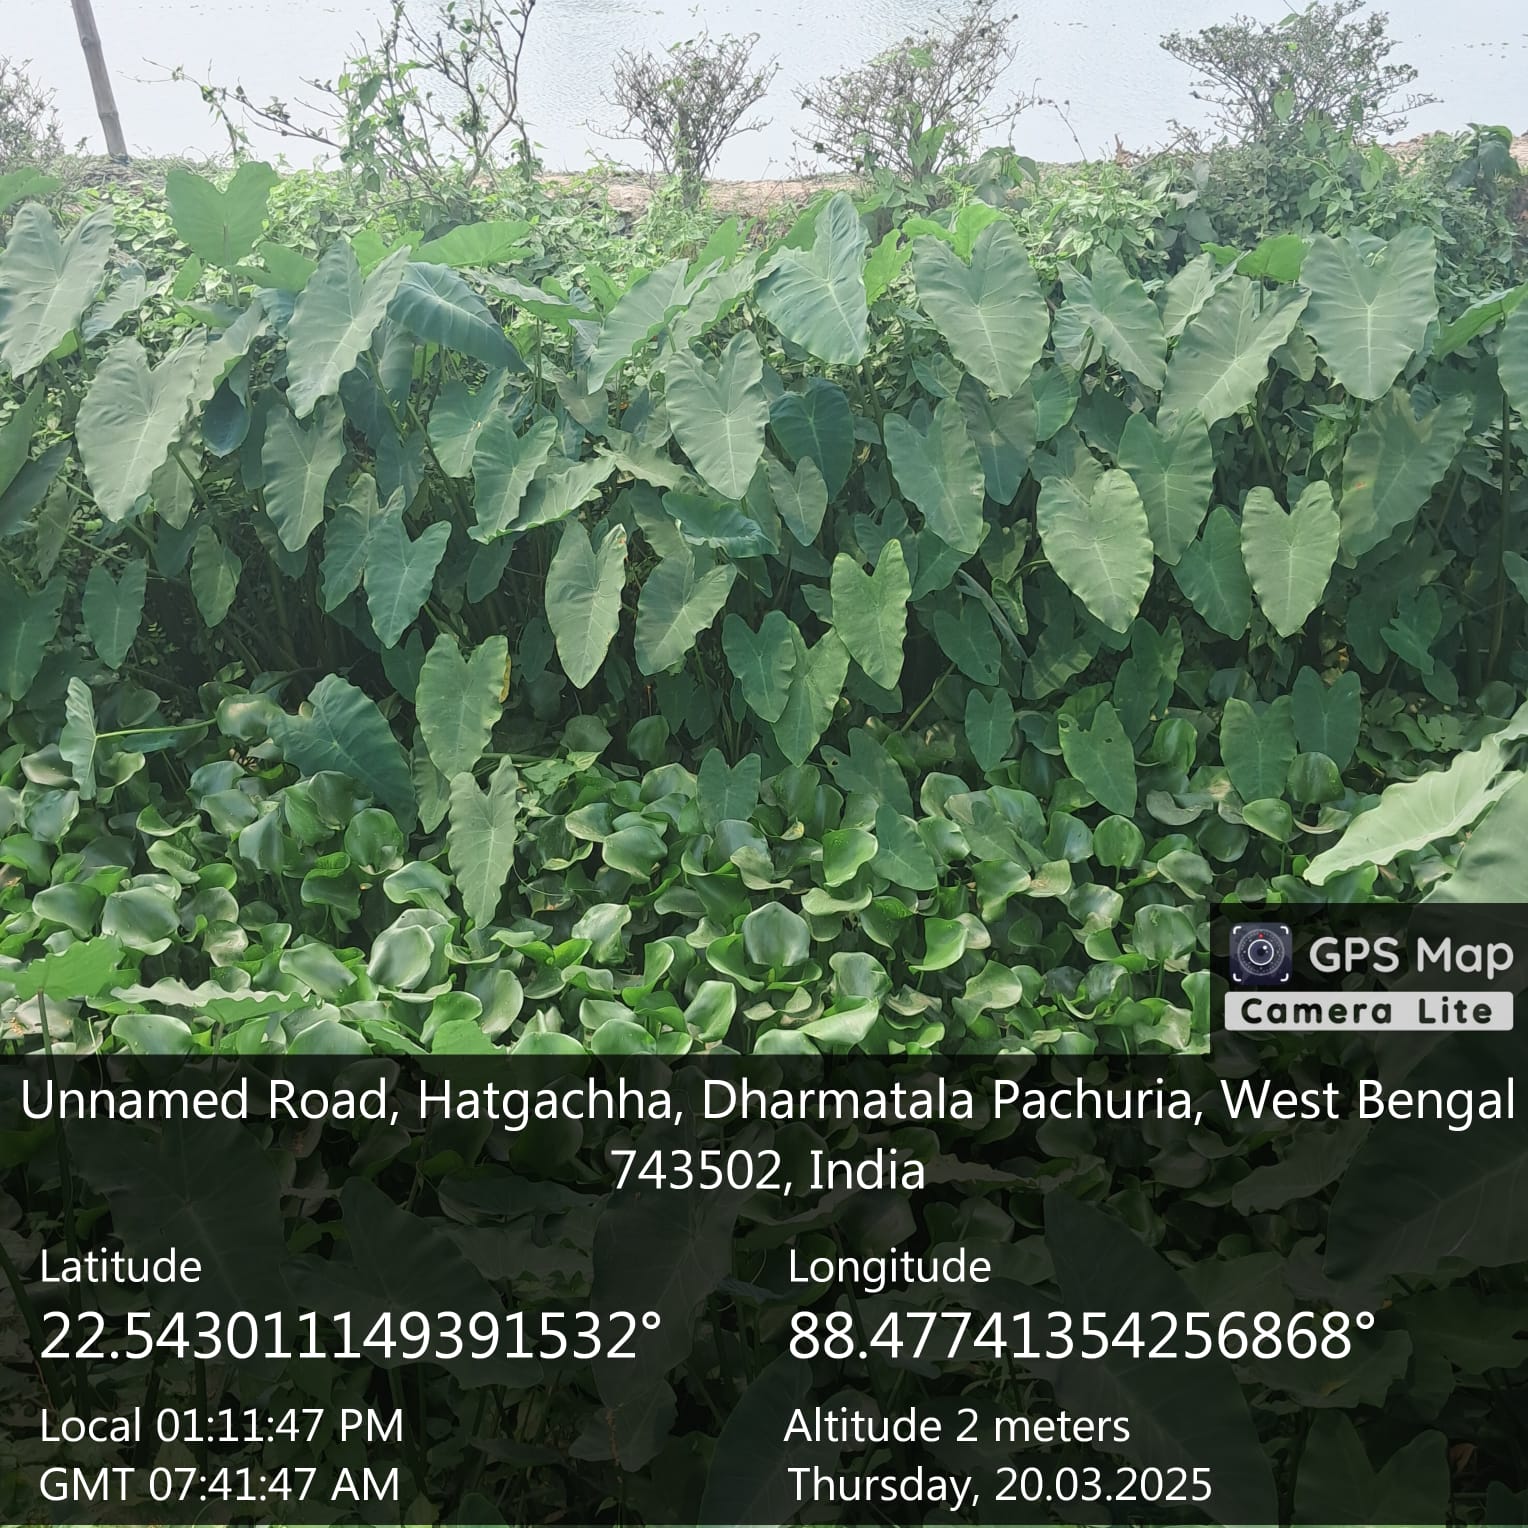 GPS Map
Camera Lite
Unnamed Road, Hatgachha, Dharmatala Pachuria, West Bengal
743502, India
Latitude
22.543011149391532°
Longitude
88.47741354256868°
Local 01:11:47 PM
GMT 07:41:47 AM
Altitude 2 meters
Thursday, 20.03.2025